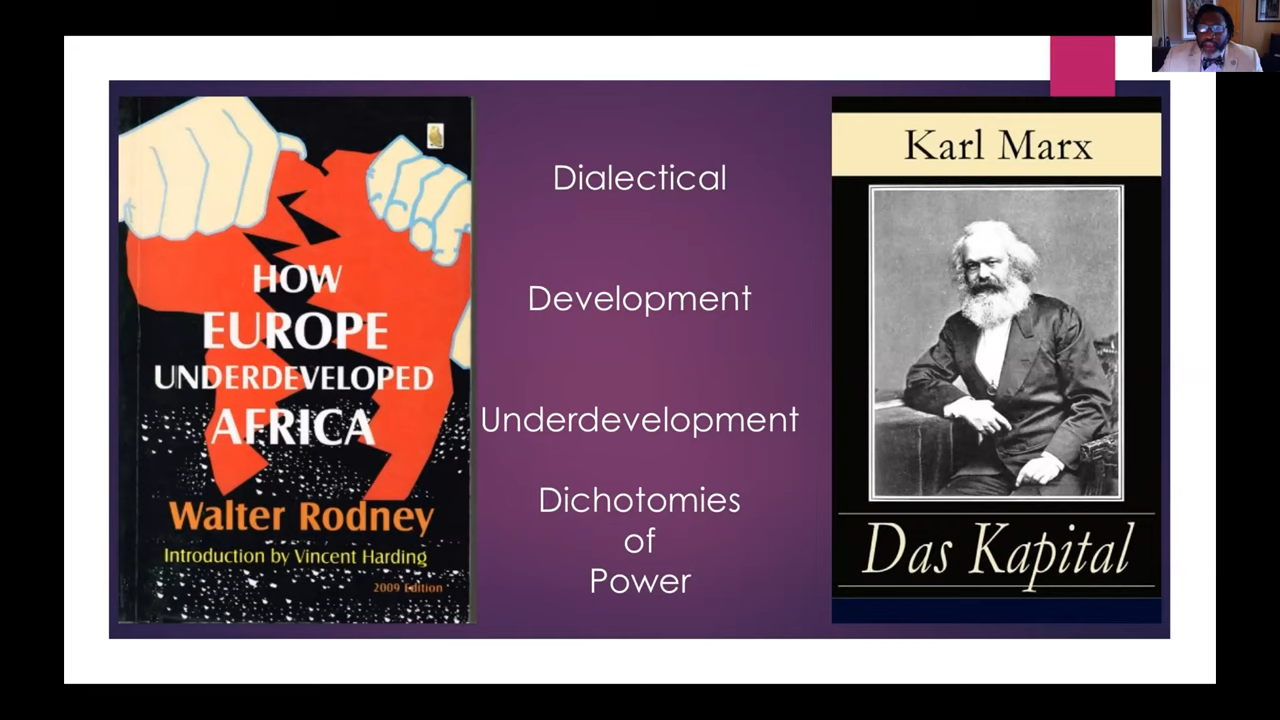 HOW
EUROPE
UNDERDEVELOPED
AFRICA
Walter Rodney
Introduction by Vincent Harding
2009 Edition
Dialectical
Development
Underdevelopment
Dichotomies
of
Power
Karl Marx
Das Kapital